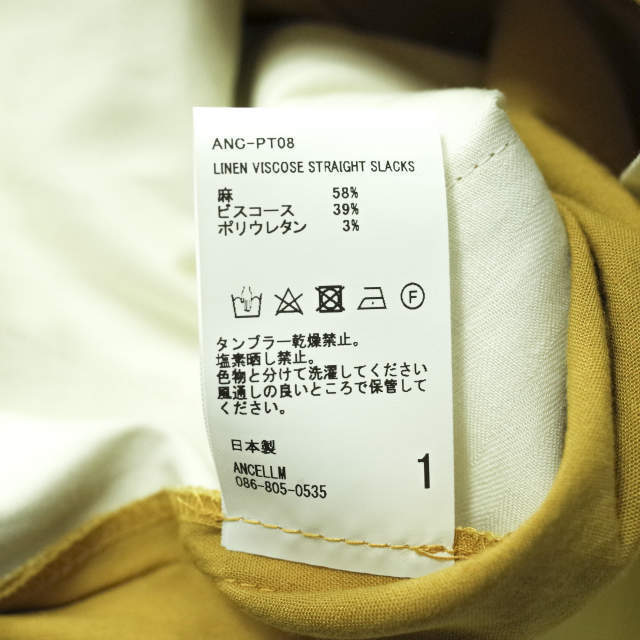 ANC-PT08
LINEN VISCOSE STRAIGHT SLACKS
麻 58%
ビスコース 39%
ポリウレタン 3%
F
タンブラー乾燥禁止。
塩素晒し禁止。
色物と分けて洗濯してください
風通しの良いところで保管して
ください。
日本製
ANCELLM
086-805-0535
1